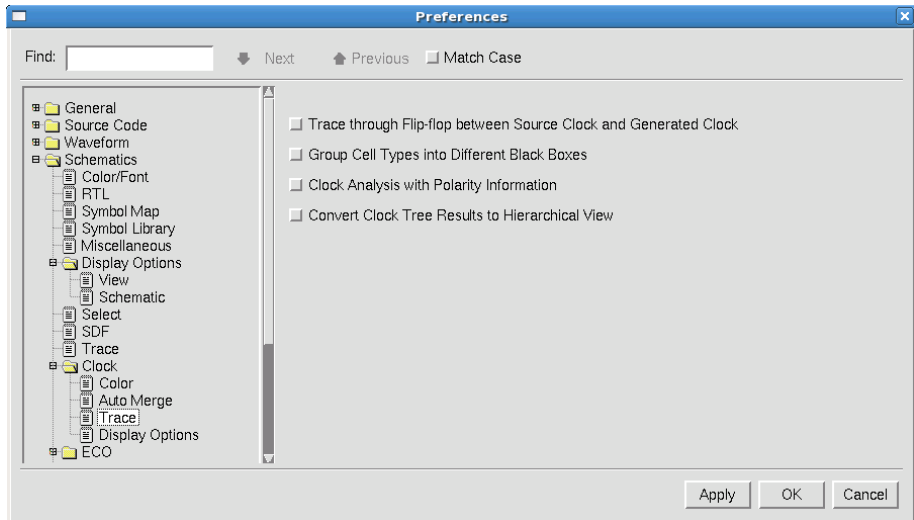 Preferences
Find:
Next
Previous
Match Case
General
Source Code
Waveform
Schematics
Color/Font
RTL
Symbol Map
Symbol Library
Miscellaneous
Display Options
View
Schematic
Select
SDF
Trace
Clock
Color
Auto Merge
Trace
Display Options
ECO
Trace through Flip-flop between Source Clock and Generated Clock
Group Cell Types into Different Black Boxes
Clock Analysis with Polarity Information
Convert Clock Tree Results to Hierarchical View
Apply
OK
Cancel